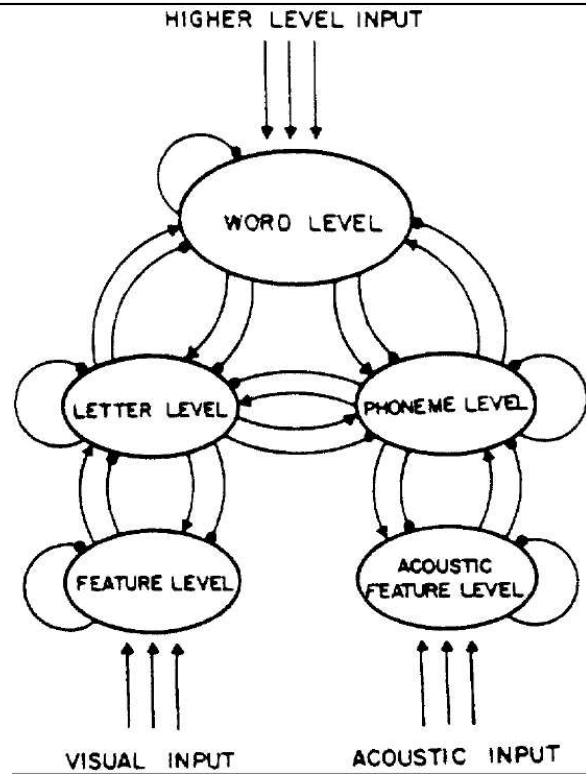 HIGHER LEVEL INPUT
WORD LEVEL
LETTER LEVEL
PHONEME LEVEL
FEATURE LEVEL
ACOUSTIC
FEATURE LEVEL
VISUAL INPUT
ACOUSTIC INPUT